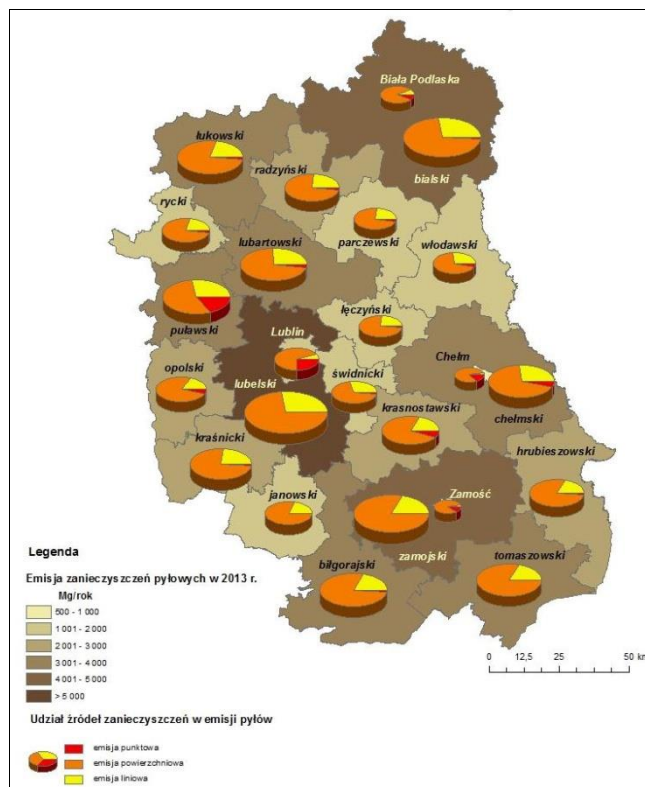 Biała Podlaska
łukowski
radzyński
bialski
rycki
parczewski
lubartowski
włodawski
puławski
łęczyński
Lublin
Chełm
opolski
świdnicki
lubelski
krasnostawski
chełmski
kraśnicki
hrubieszowski
janowski
Zamość
zamojski
biłgorajski
tomaszowski
Legenda
Emisja zanieczyszczeń pyłowych w 2013 r.
Mg/rok
500 - 1 000
1 001 - 2 000
2 001 - 3 000
3 001 - 4 000
4 001 - 5 000
> 5 000
0 12,5 25 50 km
Udział źródeł zanieczyszczeń w emisji pyłów
emisja punktowa
emisja powierzchniowa
emisja liniowa